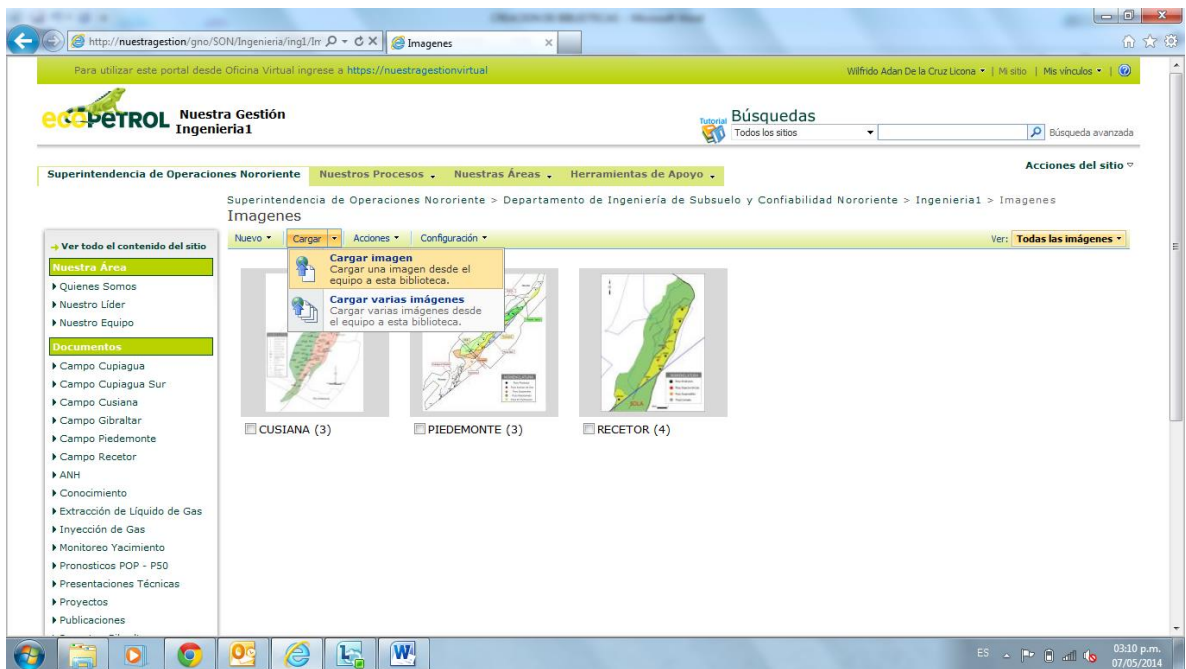 http://nuestragestion/gno/SON/Ingenieria/ing1/Im
Imagenes
Para utilizar este portal desde Oficina Virtual ingrese a https://nuestragestionvirtual
Wilfrido Adan De la Cruz Licona | Mi sitio | Mis vínculos |
ecoPETROL
Nuestra Gestión
Ingenieria1
Tutorial
Búsquedas
Todos los sitios
Búsqueda avanzada
Acciones del sitio
Superintendencia de Operaciones Nororiente
Nuestros Procesos
Nuestras Áreas
Herramientas de Apoyo
Superintendencia de Operaciones Nororiente > Departamento de Ingeniería de Subsuelo y Confiabilidad Nororiente > Ingenieria1 > Imagenes
Imagenes
Nuevo
Cargar
Acciones
Configuración
Ver: Todas las imágenes
Cargar imagen
Cargar una imagen desde el
equipo a esta biblioteca.
Cargar varias imágenes
Cargar varias imágenes desde
el equipo a esta biblioteca.
CUSIANA (3)
PIEDEMONTE (3)
RECETOR (4)
Ver todo el contenido del sitio
Nuestra Área
Quienes Somos
Nuestro Líder
Nuestro Equipo
Documentos
Campo Cupiagua
Campo Cupiagua Sur
Campo Cusiana
Campo Gibraltar
Campo Piedemonte
Campo Recetor
ANH
Conocimiento
Extracción de Líquido de Gas
Inyección de Gas
Monitoreo Yacimiento
Pronosticos POP - P50
Presentaciones Técnicas
Proyectos
Publicaciones
ES
03:10 p.m.
07/05/2014